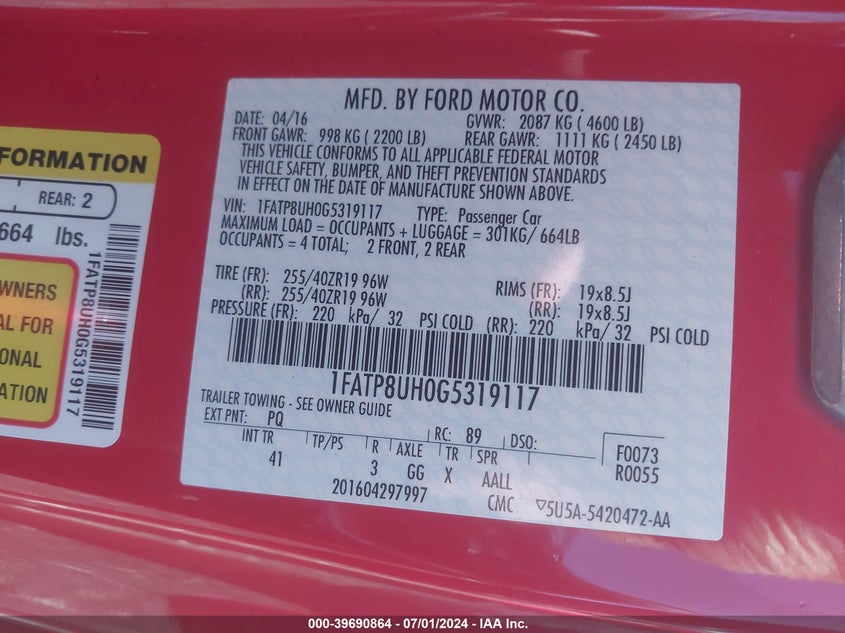 FORMATION
REAR: 2
664 lbs.
WNERS
AL FOR
ONAL
ATION
1FATP8UH0G5319117
MFD. BY FORD MOTOR CO.
DATE: 04/16 GVWR: 2087 KG ( 4600 LB)
FRONT GAWR: 998 KG ( 2200 LB) REAR GAWR: 1111 KG ( 2450 LB)
THIS VEHICLE CONFORMS TO ALL APPLICABLE FEDERAL MOTOR
VEHICLE SAFETY, BUMPER, AND THEFT PREVENTION STANDARDS
IN EFFECT ON THE DATE OF MANUFACTURE SHOWN ABOVE.
VIN: 1FATP8UH0G5319117 TYPE: Passenger Car
MAXIMUM LOAD = OCCUPANTS + LUGGAGE = 301KG/ 664LB
OCCUPANTS = 4 TOTAL; 2 FRONT, 2 REAR
TIRE (FR): 255/40ZR19 96W RIMS (FR): 19x8.5J
(RR): 255/40ZR19 96W (RR): 19x8.5J
PRESSURE (FR): 220 kPa/ 32 PSI COLD (RR): 220 kPa/ 32 PSI COLD
1FATP8UH0G5319117
TRAILER TOWING - SEE OWNER GUIDE
EXT PNT: PQ RC: 89 DSO: F0073
INT TR TP/PS R AXLE TR SPR R0055
41 3 GG X AALL
201604297997 CMC ▽5U5A-5420472-AA
000-39690864 / 07/01/2024 - IAA Inc.